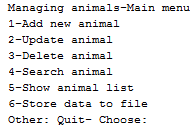 Managing animals-Main menu
1-Add new animal
2-Update animal
3-Delete animal
4-Search animal
5-Show animal list
6-Store data to file
Other: Quit- Choose: